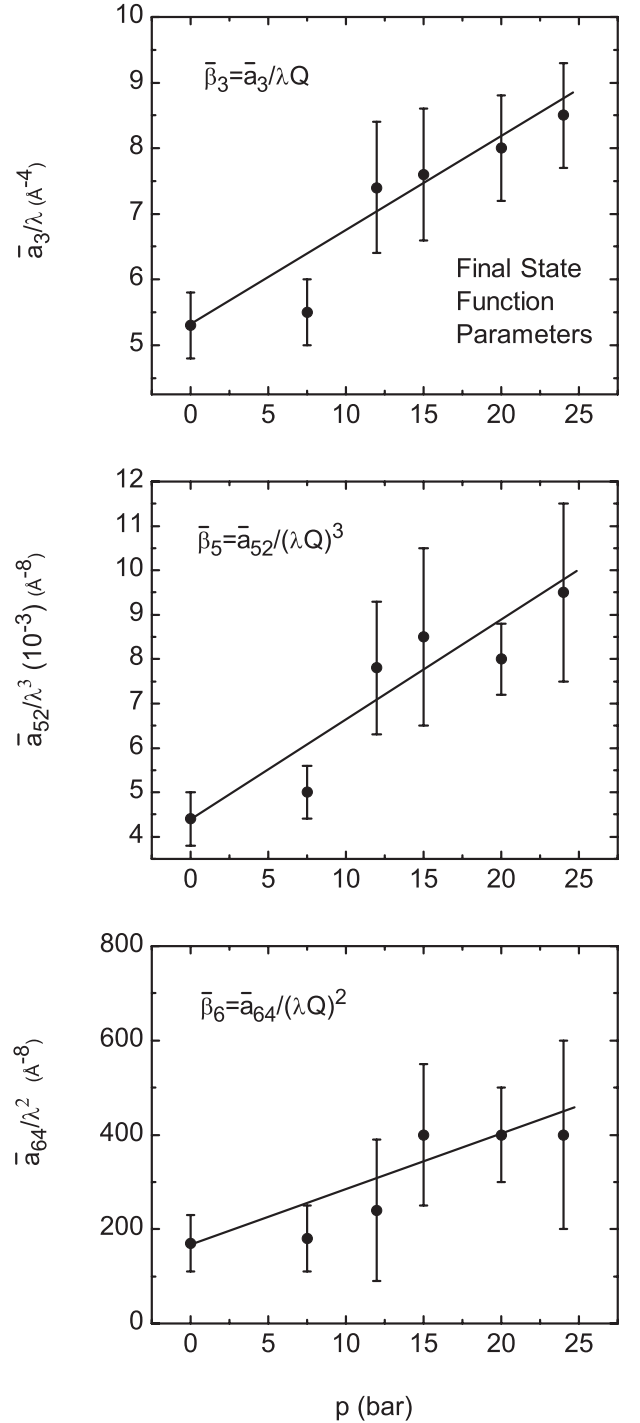 10
9
8
7
6
5
β̄₃=ā₃/λQ
ā₃/λ (Å⁻⁴)
Final State
Function
Parameters
0 5 10 15 20 25
12
11
10
9
8
7
6
5
4
β̄₅=ā₅₂/(λQ)³
ā₅₂/λ³ (10⁻³) (Å⁻⁸)
0 5 10 15 20 25
800
600
400
200
0
β̄₆=ā₆₄/(λQ)²
ā₆₄/λ² (Å⁻⁸)
0 5 10 15 20 25
p (bar)